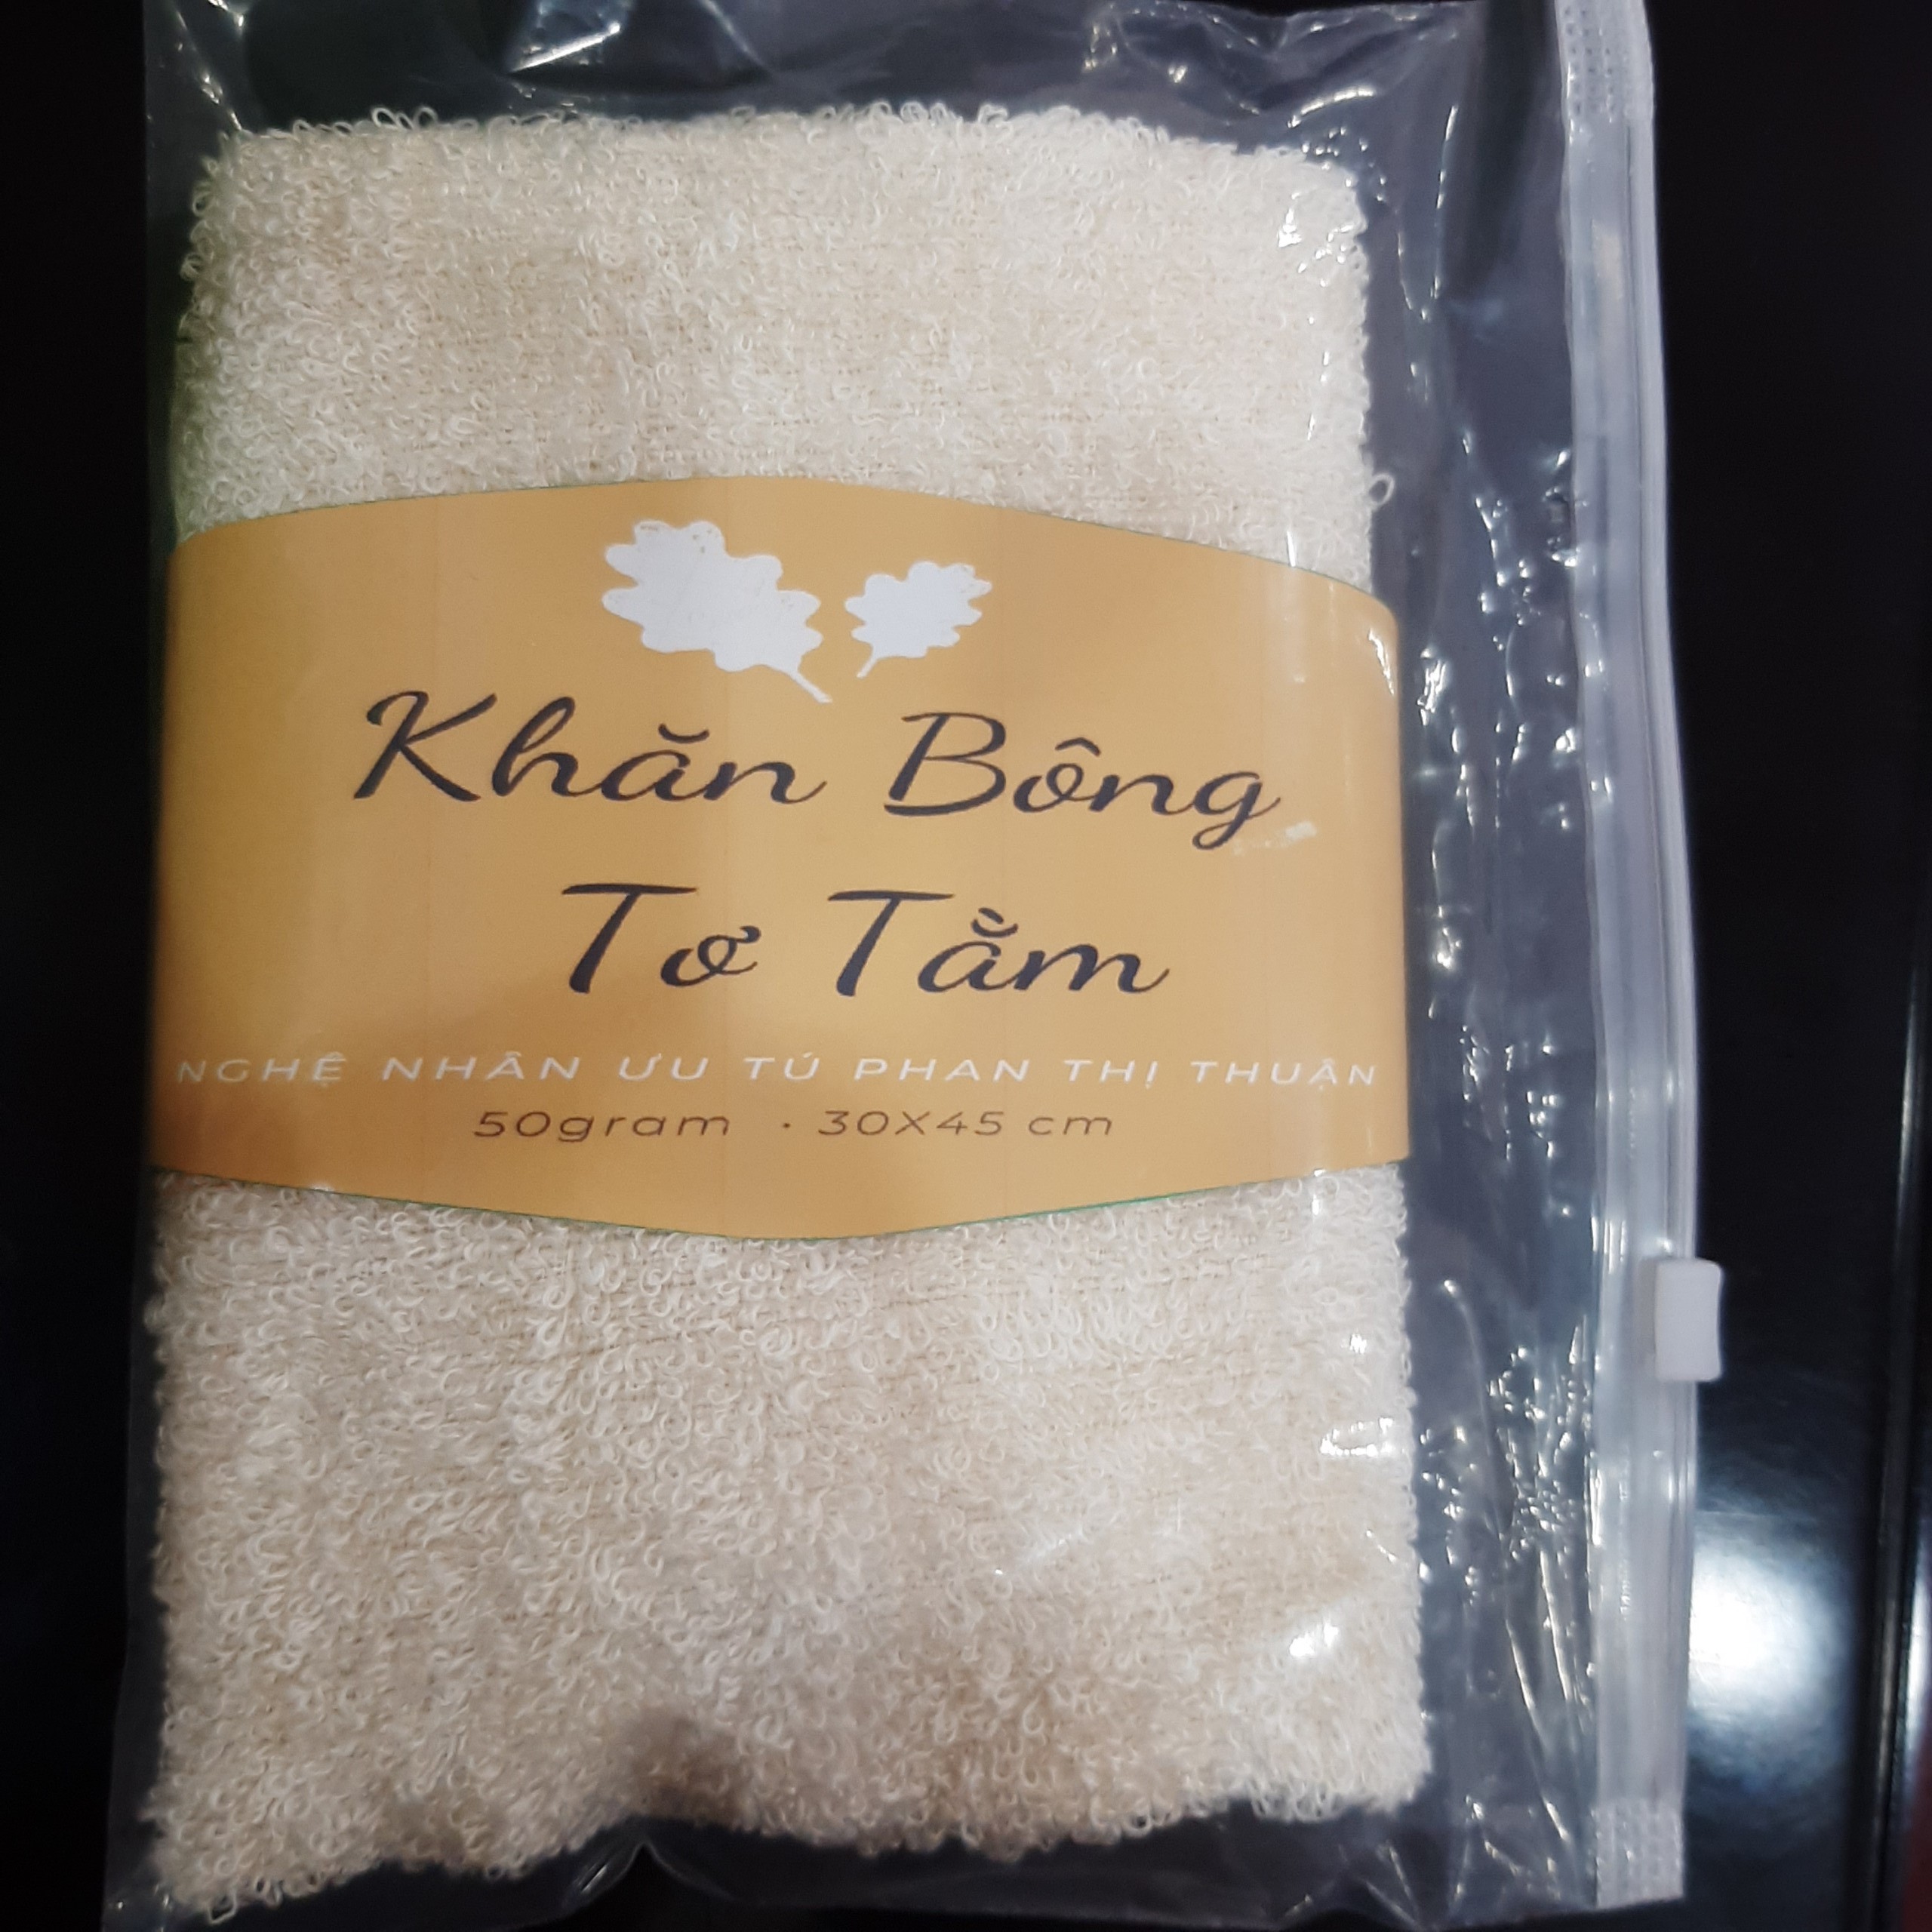 Khăn Bông
Tơ Tằm
NGHỆ NHÂN ƯU TÚ PHAN THỊ THUẬN
50gram · 30X45 cm